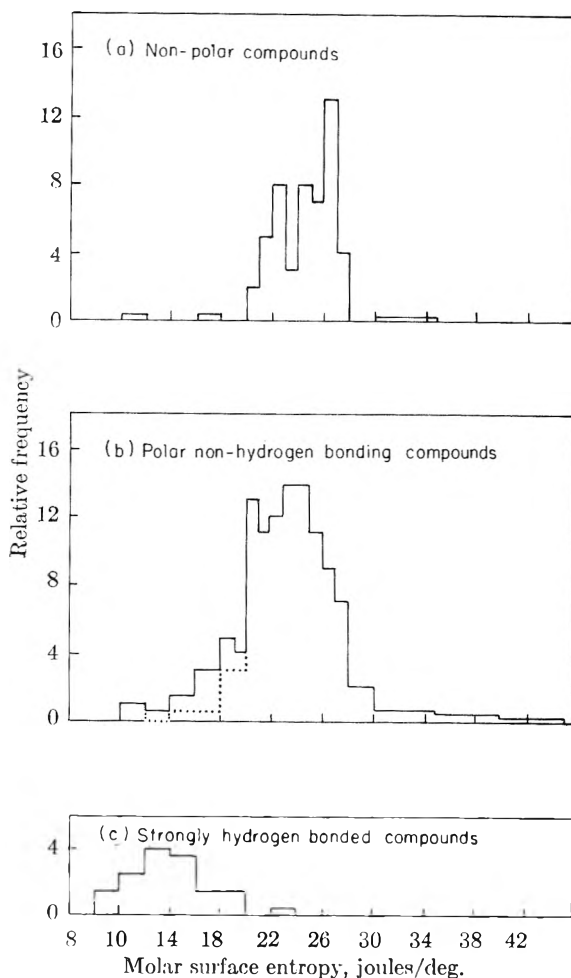 (a) Non-polar compounds
16
12
8
4
0
Relative frequency
(b) Polar non-hydrogen bonding compounds
16
12
8
4
0
(c) Strongly hydrogen bonded compounds
4
0
8 10 14 18 22 26 30 34 38 42
Molar surface entropy, joules/deg.